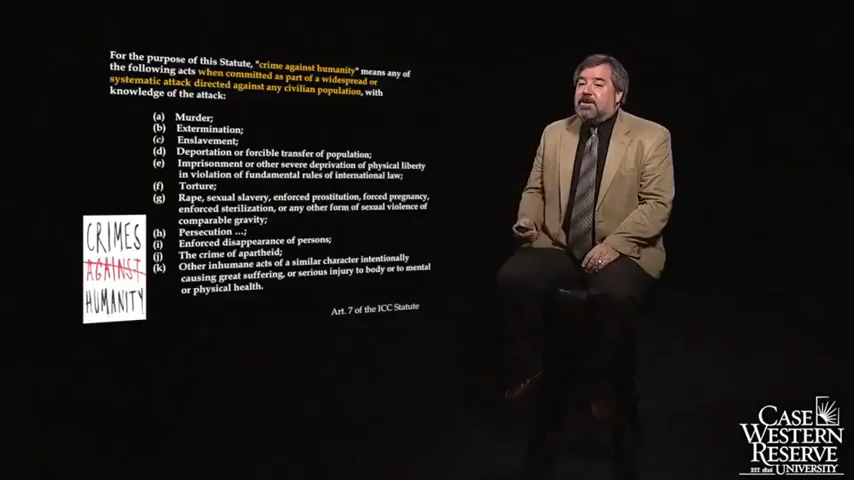 For the purpose of this Statute, "crime against humanity" means any of
the following acts when committed as part of a widespread or
systematic attack directed against any civilian population, with
knowledge of the attack:
(a) Murder;
(b) Extermination;
(c) Enslavement;
(d) Deportation or forcible transfer of population;
(e) Imprisonment or other severe deprivation of physical liberty
in violation of fundamental rules of international law;
(f) Torture;
(g) Rape, sexual slavery, enforced prostitution, forced pregnancy,
enforced sterilization, or any other form of sexual violence of
comparable gravity;
(h) Persecution ...;
(i) Enforced disappearance of persons;
(j) The crime of apartheid;
(k) Other inhumane acts of a similar character intentionally
causing great suffering, or serious injury to body or to mental
or physical health.
Art. 7 of the ICC Statute
CRIMES
AGAINST
HUMANITY
CASE
WESTERN
RESERVE
EST. 1826 UNIVERSITY